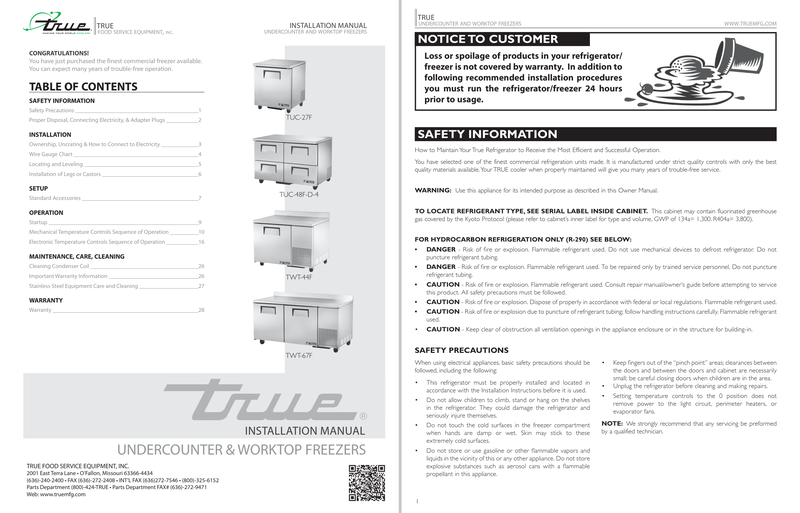 true
TRUE
FOOD SERVICE EQUIPMENT, INC.
INSTALLATION MANUAL
UNDERCOUNTER AND WORKTOP FREEZERS
CONGRATULATIONS!
You have just purchased the finest commercial freezer available.
You can expect many years of trouble-free operation.
TABLE OF CONTENTS
SAFETY INFORMATION
Safety Precautions 1
Proper Disposal, Connecting Electricity, & Adapter Plugs 2
INSTALLATION
Ownership, Uncrating & How to Connect to Electricity 3
Wire Gauge Chart 4
Locating and Leveling 5
Installation of Legs or Castors 6
SETUP
Standard Accessories 7
OPERATION
Startup 9
Mechanical Temperature Controls Sequence of Operation 10
Electronic Temperature Controls Sequence of Operation 16
MAINTENANCE, CARE, CLEANING
Cleaning Condenser Coil 26
Important Warranty Information 26
Stainless Steel Equipment Care and Cleaning 27
WARRANTY
Warranty 28
TUC-27F
TUC-48F-D-4
TWT-44F
TWT-67F
true®
INSTALLATION MANUAL
UNDERCOUNTER & WORKTOP FREEZERS
TRUE FOOD SERVICE EQUIPMENT, INC.
2001 East Terra Lane • O'Fallon, Missouri 63366-4434
(636)-240-2400 • FAX (636)-272-2408 • INT'L FAX (636)272-7546 • (800)-325-6152
Parts Department (800)-424-TRUE • Parts Department FAX# (636)-272-9471
Web: www.truemfg.com
TRUE
UNDERCOUNTER AND WORKTOP FREEZERS
WWW.TRUEMFG.COM
NOTICE TO CUSTOMER
Loss or spoilage of products in your refrigerator/
freezer is not covered by warranty. In addition to
following recommended installation procedures
you must run the refrigerator/freezer 24 hours
prior to usage.
SAFETY INFORMATION
How to Maintain Your True Refrigerator to Receive the Most Efficient and Successful Operation.
You have selected one of the finest commercial refrigeration units made. It is manufactured under strict quality controls with only the best
quality materials available. Your TRUE cooler when properly maintained will give you many years of trouble-free service.
WARNING: Use this appliance for its intended purpose as described in this Owner Manual.
TO LOCATE REFRIGERANT TYPE, SEE SERIAL LABEL INSIDE CABINET. This cabinet may contain fluorinated greenhouse
gas covered by the Kyoto Protocol (please refer to cabinet's inner label for type and volume, GWP of 134a= 1,300. R404a= 3,800).
FOR HYDROCARBON REFRIGERATION ONLY (R-290) SEE BELOW:
• DANGER - Risk of fire or explosion. Flammable refrigerant used. Do not use mechanical devices to defrost refrigerator. Do not
puncture refrigerant tubing.
• DANGER - Risk of fire or explosion. Flammable refrigerant used. To be repaired only by trained service personnel. Do not puncture
refrigerant tubing.
• CAUTION - Risk of fire or explosion. Flammable refrigerant used. Consult repair manual/owner's guide before attempting to service
this product. All safety precautions must be followed.
• CAUTION - Risk of fire or explosion. Dispose of properly in accordance with federal or local regulations. Flammable refrigerant used.
• CAUTION - Risk of fire or explosion due to puncture of refrigerant tubing; follow handling instructions carefully. Flammable refrigerant
used.
• CAUTION - Keep clear of obstruction all ventilation openings in the appliance enclosure or in the structure for building-in.
SAFETY PRECAUTIONS
When using electrical appliances, basic safety precautions should be
followed, including the following:
• This refrigerator must be properly installed and located in
accordance with the Installation Instructions before it is used.
• Do not allow children to climb, stand or hang on the shelves
in the refrigerator. They could damage the refrigerator and
seriously injure themselves.
• Do not touch the cold surfaces in the freezer compartment
when hands are damp or wet. Skin may stick to these
extremely cold surfaces.
• Do not store or use gasoline or other flammable vapors and
liquids in the vicinity of this or any other appliance. Do not store
explosive substances such as aerosol cans with a flammable
propellant in this appliance.
• Keep fingers out of the "pinch point" areas; clearances between
the doors and between the doors and cabinet are necessarily
small; be careful closing doors when children are in the area.
• Unplug the refrigerator before cleaning and making repairs.
• Setting temperature controls to the 0 position does not
remove power to the light circuit, perimeter heaters, or
evaporator fans.
NOTE: We strongly recommend that any servicing be preformed
by a qualified technician.
1